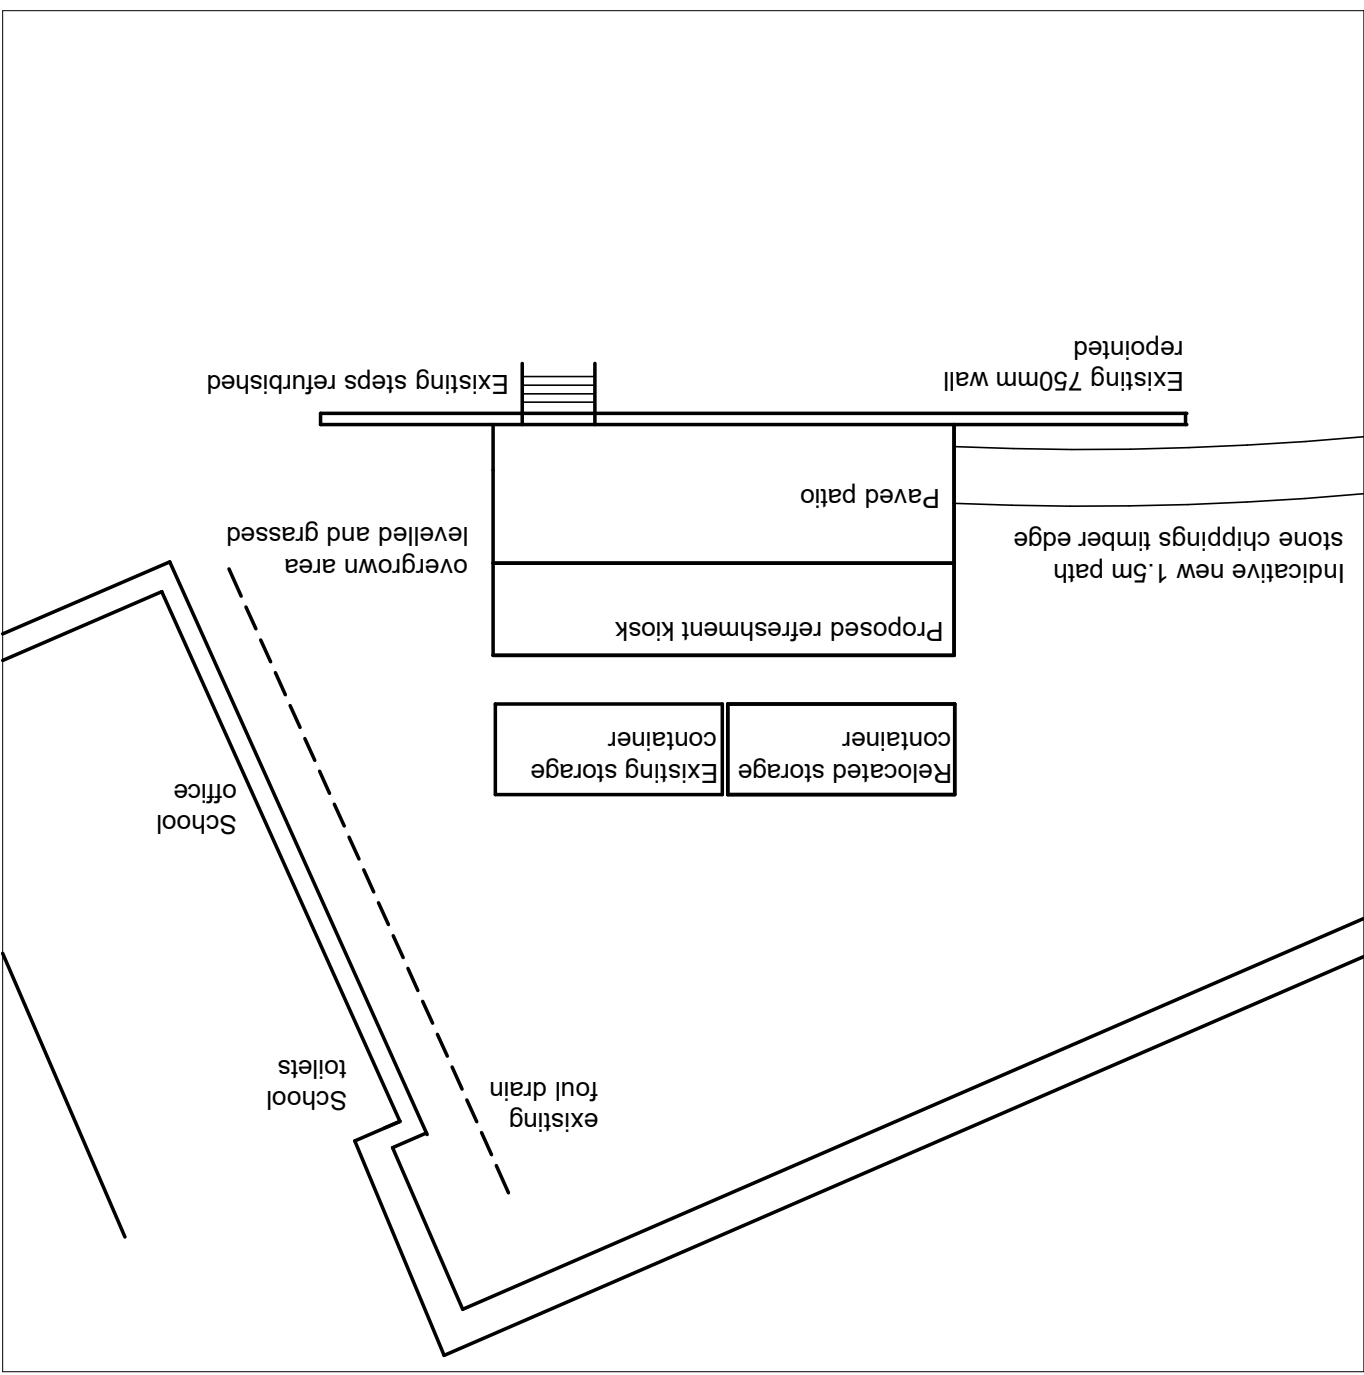 School
toilets
existing
foul drain
School
office
Relocated storage
container
Existing storage
container
Proposed refreshment kiosk
Indicative new 1.5m path
stone chippings timber edge
overgrown area
levelled and grassed
Paved patio
Existing 750mm wall
repointed
Existing steps refurbished